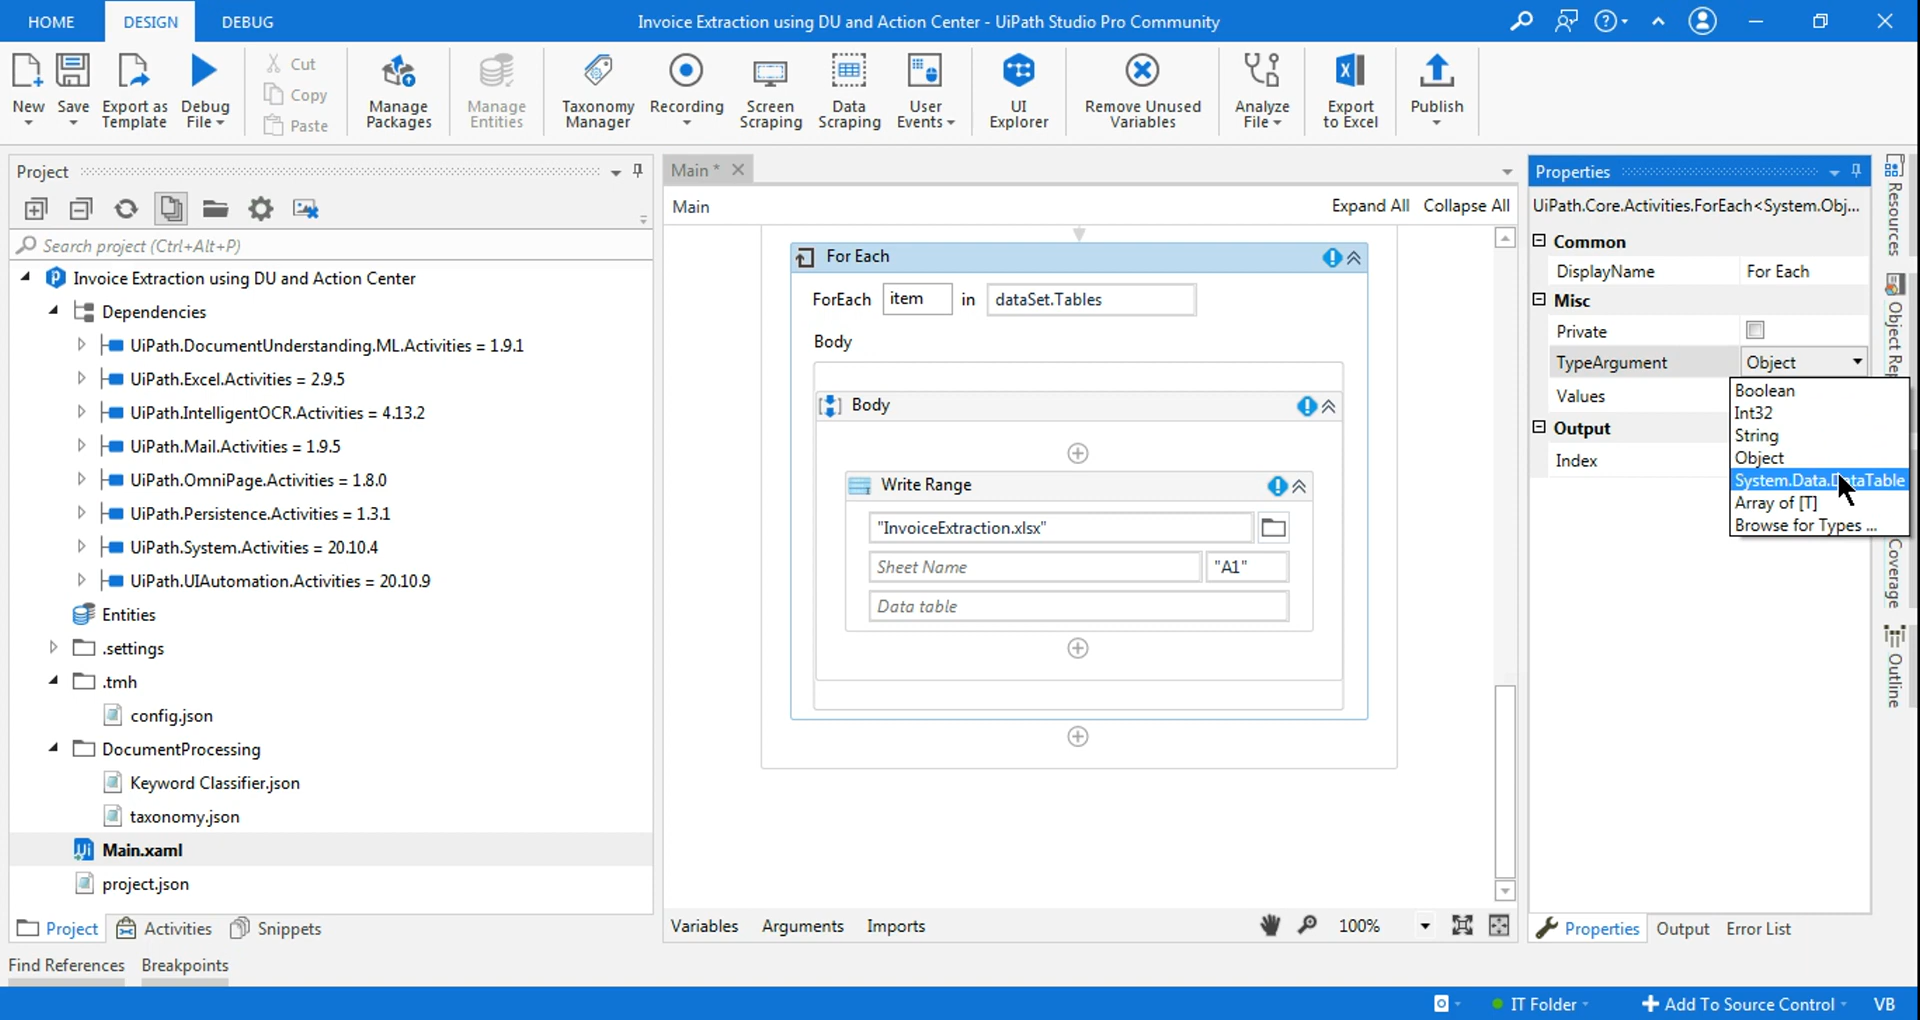 HOME
DESIGN
DEBUG
Invoice Extraction using DU and Action Center - UiPath Studio Pro Community
New
Save
Export as
Template
Debug
File
Cut
Copy
Paste
Manage
Packages
Manage
Entities
Taxonomy
Manager
Recording
Screen
Scraping
Data
Scraping
User
Events
UI
Explorer
Remove Unused
Variables
Analyze
File
Export
to Excel
Publish
Project
Search project (Ctrl+Alt+P)
Invoice Extraction using DU and Action Center
Dependencies
UiPath.DocumentUnderstanding.ML.Activities = 1.9.1
UiPath.Excel.Activities = 2.9.5
UiPath.IntelligentOCR.Activities = 4.13.2
UiPath.Mail.Activities = 1.9.5
UiPath.OmniPage.Activities = 1.8.0
UiPath.Persistence.Activities = 1.3.1
UiPath.System.Activities = 20.10.4
UiPath.UIAutomation.Activities = 20.10.9
Entities
.settings
.tmh
config.json
DocumentProcessing
Keyword Classifier.json
taxonomy.json
Main.xaml
project.json
Project
Activities
Snippets
Find References
Breakpoints
Main *
Main
Expand All
Collapse All
For Each
ForEach
item
in
dataSet.Tables
Body
Body
Write Range
"InvoiceExtraction.xlsx"
Sheet Name
"A1"
Data table
Variables
Arguments
Imports
100%
Properties
UiPath.Core.Activities.ForEach<System.Obj...
Common
DisplayName
For Each
Misc
Private
TypeArgument
Object
Values
Output
Index
Boolean
Int32
String
Object
System.Data.DataTable
Array of [T]
Browse for Types ...
Properties
Output
Error List
Resources
Object Rep
Coverage
Outline
IT Folder
Add To Source Control
VB